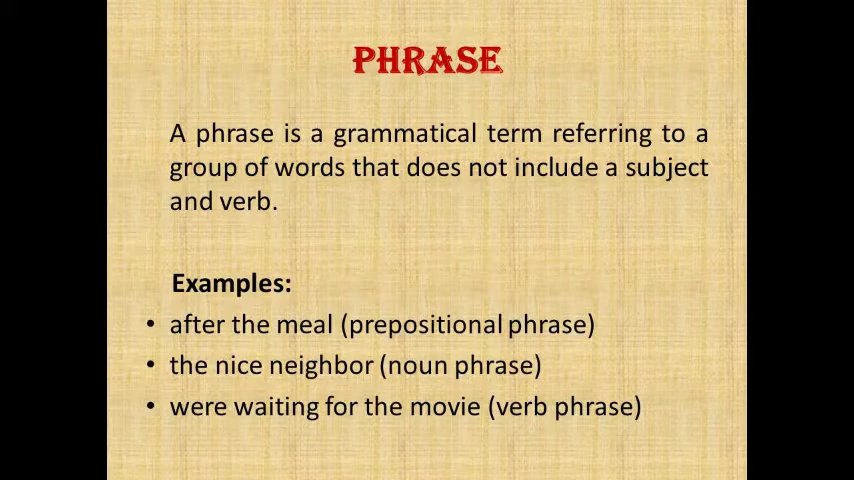 PHRASE
A phrase is a grammatical term referring to a
group of words that does not include a subject
and verb.
Examples:
• after the meal (prepositional phrase)
• the nice neighbor (noun phrase)
• were waiting for the movie (verb phrase)